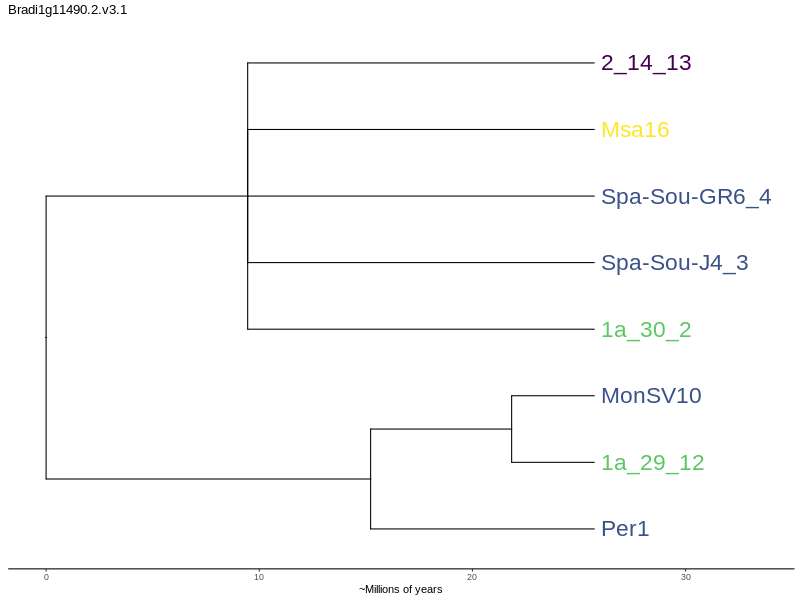 Bradi1g11490.2.v3.1
2_14_13
Msa16
Spa-Sou-GR6_4
Spa-Sou-J4_3
1a_30_2
MonSV10
1a_29_12
Per1
0 10 20 30
~Millions of years